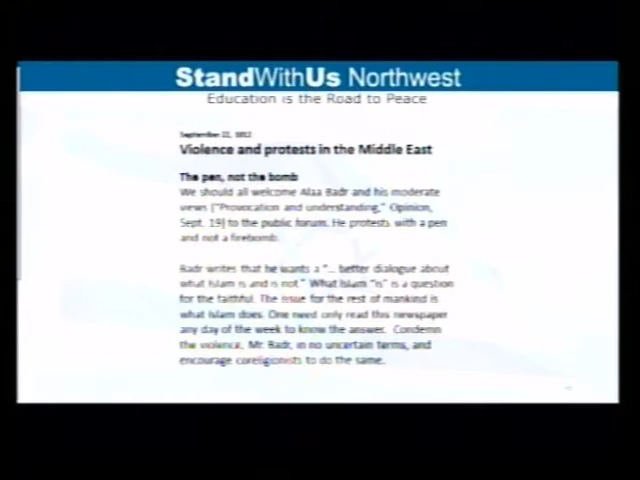 StandWithUs Northwest
Education is the Road to Peace
Violence and protests in the Middle East
The pen, not the bomb
We should all welcome Alaa Badr and his moderate
views ["Provocation and understanding," Opinion,
Sept. 19] to the public forum. He protests with a pen
and not a firebomb.
Badr writes that he wants a "... better dialogue about
what Islam is and is not." What Islam "is" is a question
for the faithful. The issue for the rest of mankind is
what Islam does. One need only read this newspaper
any day of the week to know the answer. Condemn
the violence, Mr. Badr, in no uncertain terms, and
encourage coreligionists to do the same.